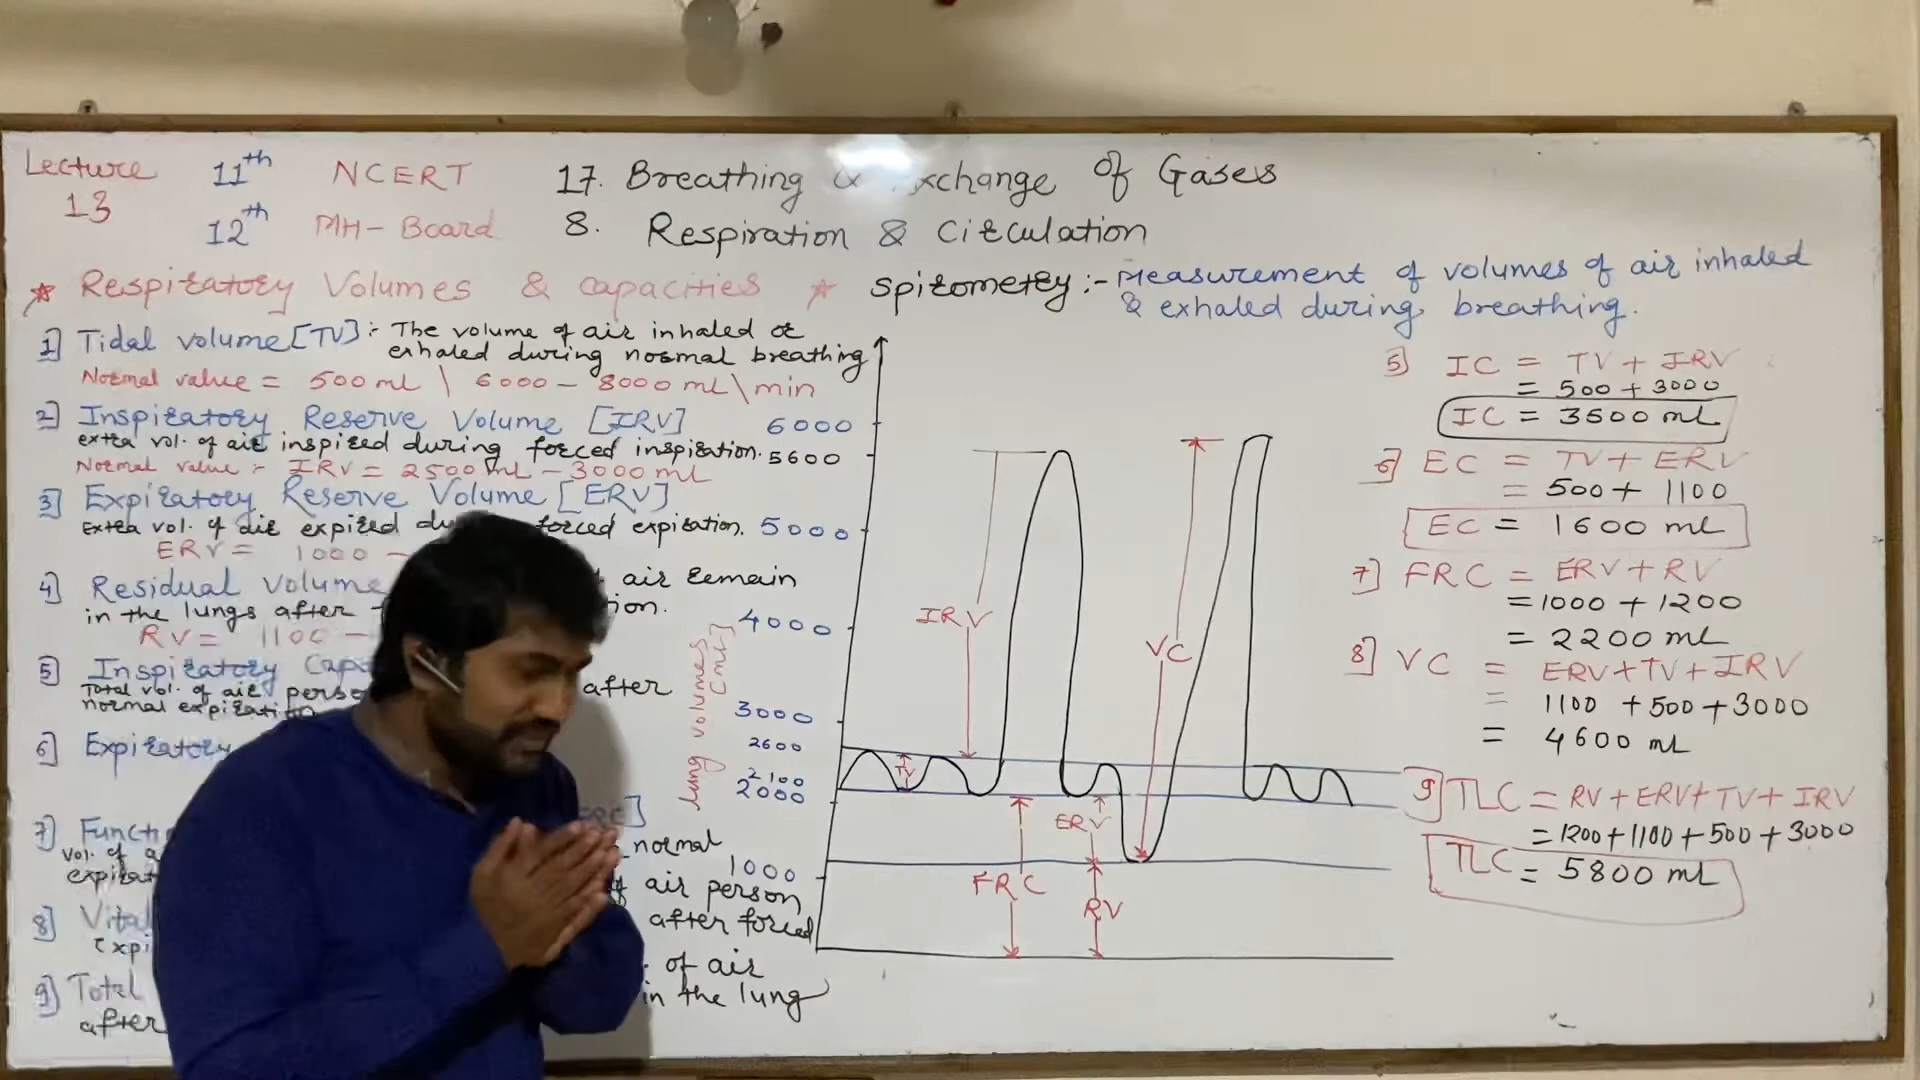 Lecture 11th NCERT 17. Breathing & xchange of Gases
13 12th MH-Board 8. Respiration & Circulation
* Respiratory Volumes & capacities * Spirometry :- Measurement of volumes of air inhaled
& exhaled during breathing.
1] Tidal volume [TV] :- The volume of air inhaled or
exhaled during normal breathing
Normal value = 500 ml \ 6000 - 8000 mL\min
2] Inspiratory Reserve Volume [IRV]
extra vol. of air inspired during forced inspiration.
Normal value :- IRV = 2500 mL - 3000 mL
3] Expiratory Reserve Volume [ERV]
Extra vol. of air expired forced expiration.
ERV = 1000 -
4] Residual volume air remain
in the lungs after
RV = 1100 -
5] Inspiratory
Total vol. of air after
normal
6] Expiratory
7]
Vol. of normal
of air person
8] after forced
9] Total of air
after in the lung
6000
5600
5000
4000
3000
2600
2100
2000
1000
lung volumes
[mL]
TV
IRV
VC
ERV
FRC
RV
5] IC = TV + IRV
= 500 + 3000
IC = 3500 mL
6] EC = TV + ERV
= 500 + 1100
EC = 1600 mL
7] FRC = ERV + RV
= 1000 + 1200
= 2200 mL
8] VC = ERV + TV + IRV
= 1100 + 500 + 3000
= 4600 mL
9] TLC = RV + ERV + TV + IRV
= 1200 + 1100 + 500 + 3000
TLC = 5800 mL